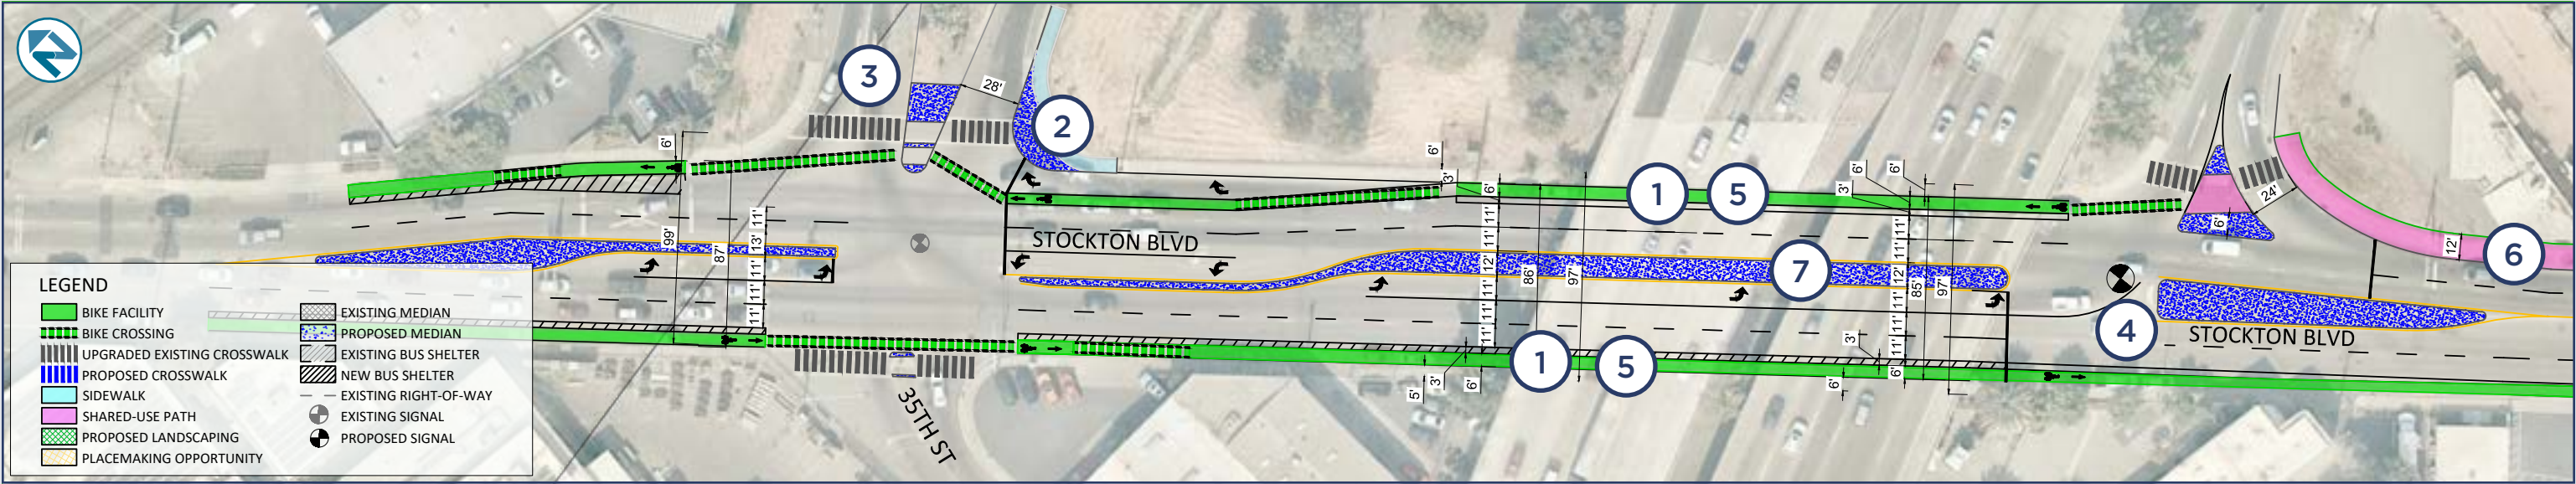 3
28'
2
6'
6'
3'
6'
11'
11'
12'
11'
11'
11'
86'
97'
1
5
6'
3'
6'
11'
11'
12'
11'
11'
11'
6'
85'
97'
24'
6'
12'
6
99'
87'
11'
11'
13'
11'
11'
11'
STOCKTON BLVD
7
4
STOCKTON BLVD
1
5
5'
3'
6'
3'
6'
35TH ST
LEGEND
BIKE FACILITY
BIKE CROSSING
UPGRADED EXISTING CROSSWALK
PROPOSED CROSSWALK
SIDEWALK
SHARED-USE PATH
PROPOSED LANDSCAPING
PLACEMAKING OPPORTUNITY
EXISTING MEDIAN
PROPOSED MEDIAN
EXISTING BUS SHELTER
NEW BUS SHELTER
EXISTING RIGHT-OF-WAY
EXISTING SIGNAL
PROPOSED SIGNAL